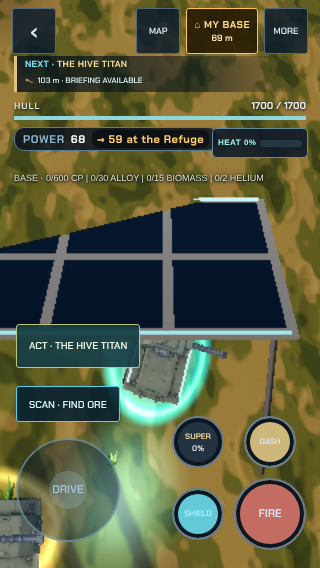 ‹
MAP
⌂ MY BASE
69 m
MORE
NEXT · THE HIVE TITAN
↖ 103 m · BRIEFING AVAILABLE
HULL
1700 / 1700
POWER 68 → 59 at the Refuge
HEAT 0%
BASE · 0/600 CP | 0/30 ALLOY | 0/15 BIOMASS | 0/2 HELIUM
ACT · THE HIVE TITAN
SCAN · FIND ORE
SUPER
0%
DASH
DRIVE
SHIELD
FIRE